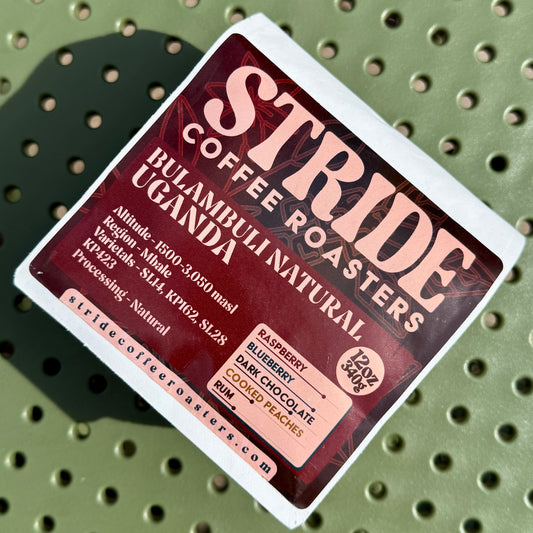 STRIDE
COFFEE ROASTERS
BULAMBULI NATURAL
UGANDA
Altitude - 1500-3,050 masl
Region - Mbale
Varietals - SL14, KP162, SL28
KP423
Processing - Natural
RASPBERRY
BLUEBERRY
DARK CHOCOLATE
COOKED PEACHES
RUM
12oz
340g
stridecoffeeroasters.com